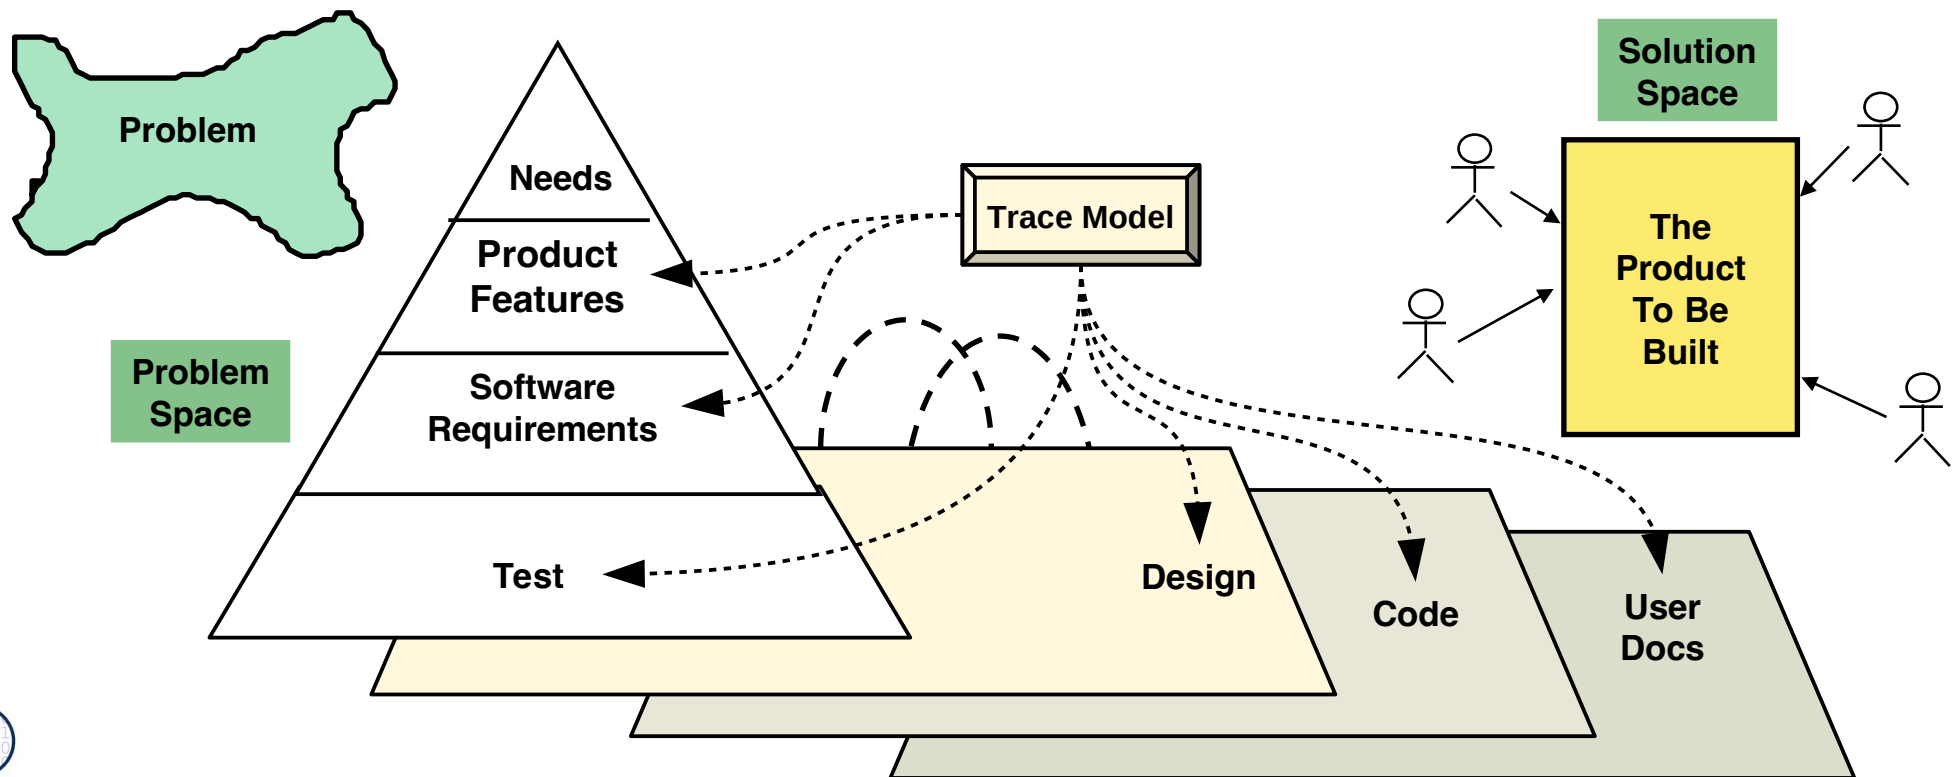 Problem
Needs
Product
Features
Problem
Space
Software
Requirements
Test
Trace Model
Design
Code
User
Docs
Solution
Space
The
Product
To Be
Built